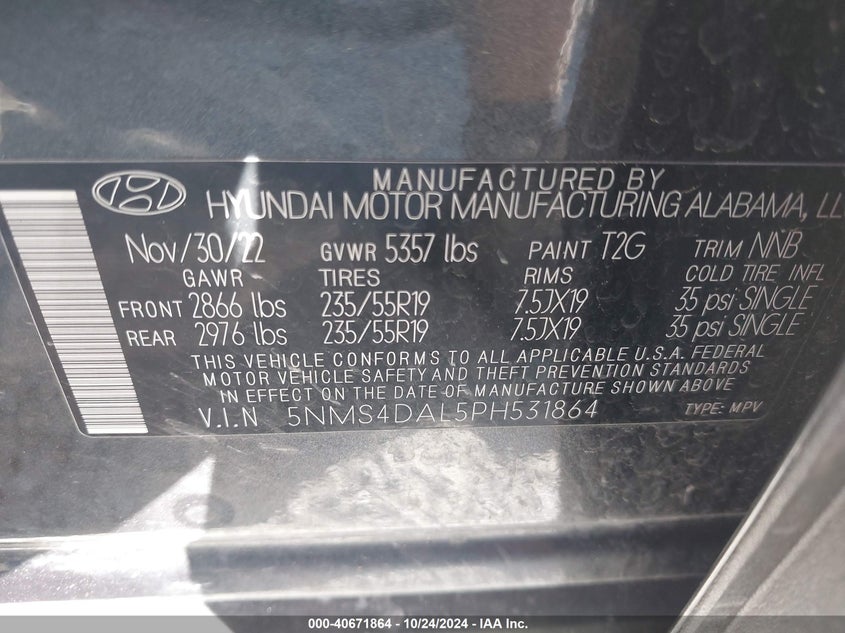 MANUFACTURED BY
HYUNDAI MOTOR MANUFACTURING ALABAMA, LL
Nov/30/22 GVWR 5357 lbs PAINT T2G TRIM NNB
GAWR TIRES RIMS COLD TIRE INFL
FRONT 2866 lbs 235/55R19 7.5JX19 35 psi SINGLE
REAR 2976 lbs 235/55R19 7.5JX19 35 psi SINGLE
THIS VEHICLE CONFORMS TO ALL APPLICABLE U.S.A. FEDERAL
MOTOR VEHICLE SAFETY AND THEFT PREVENTION STANDARDS
IN EFFECT ON THE DATE OF MANUFACTURE SHOWN ABOVE
V.I.N 5NMS4DAL5PH531864 TYPE: MPV
000-40671864 - 10/24/2024 - IAA Inc.